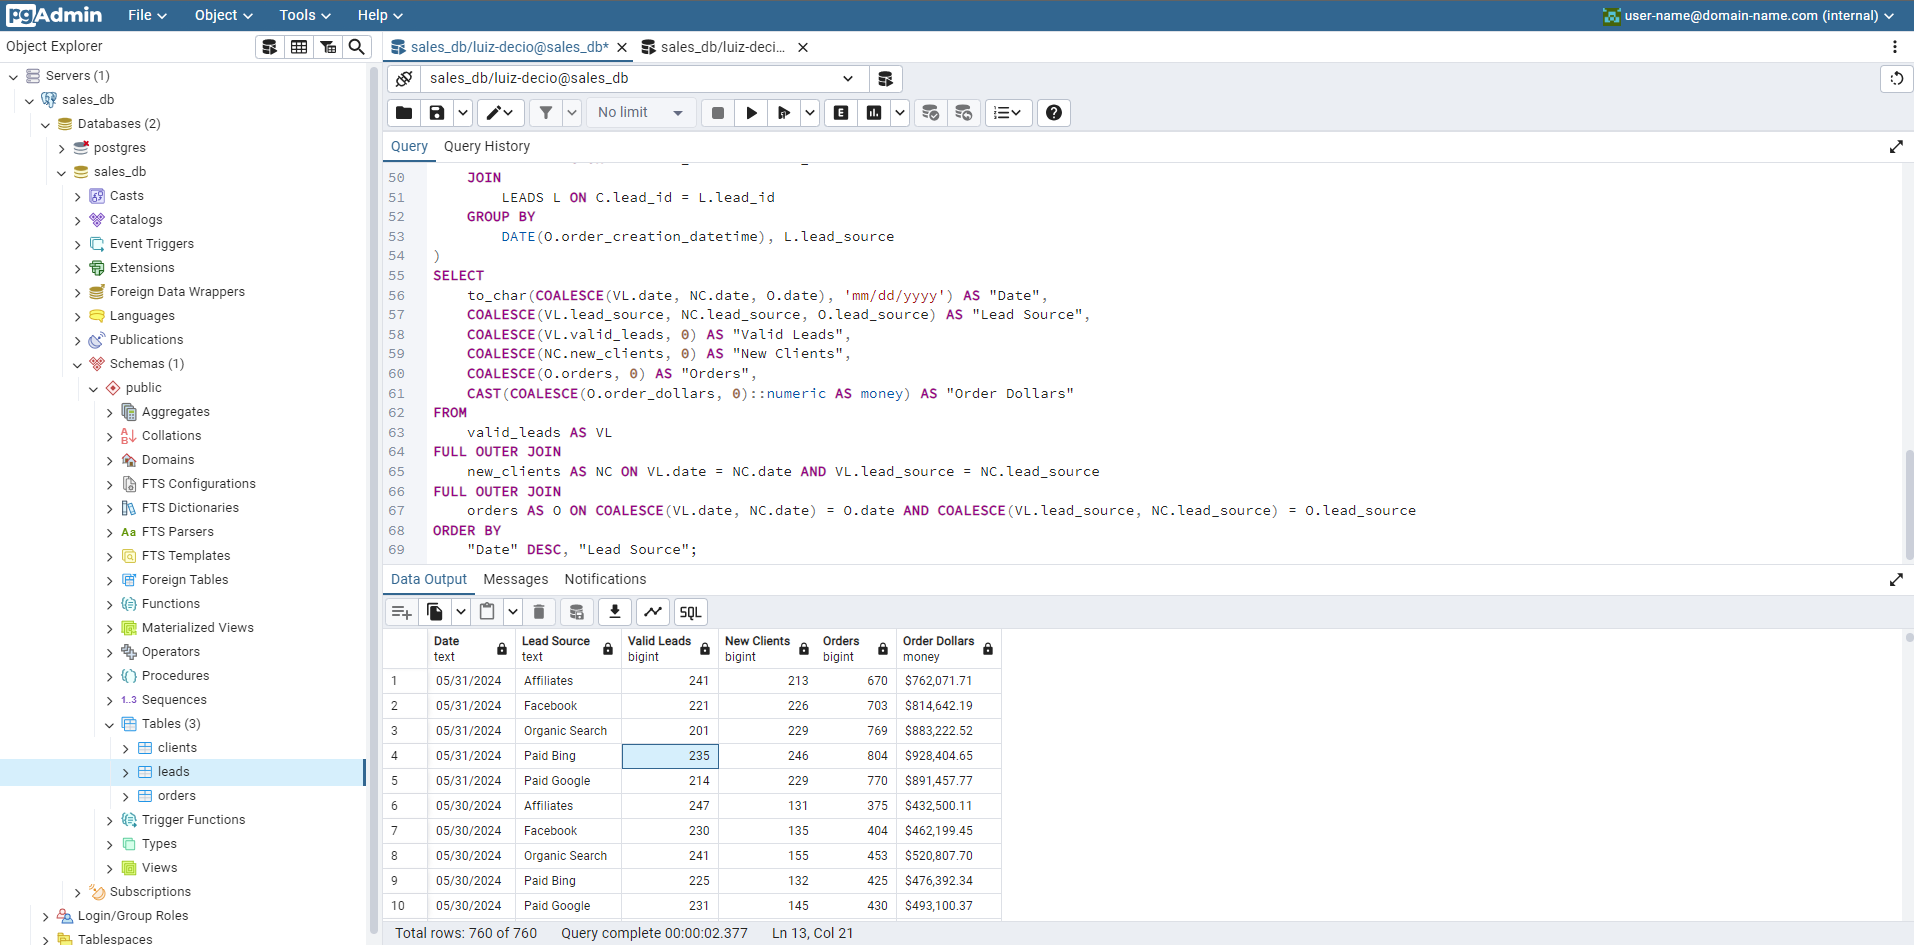 pgAdmin File Object Tools Help user-name@domain-name.com (internal)
Object Explorer
Servers (1)
sales_db
Databases (2)
postgres
sales_db
Casts
Catalogs
Event Triggers
Extensions
Foreign Data Wrappers
Languages
Publications
Schemas (1)
public
Aggregates
Collations
Domains
FTS Configurations
FTS Dictionaries
Aa FTS Parsers
FTS Templates
Foreign Tables
Functions
Materialized Views
Operators
Procedures
1..3 Sequences
Tables (3)
clients
leads
orders
Trigger Functions
Types
Views
Subscriptions
Login/Group Roles
Tablespaces
sales_db/luiz-decio@sales_db* sales_db/luiz-deci...
sales_db/luiz-decio@sales_db
No limit E
Query Query History
50 JOIN
51 LEADS L ON C.lead_id = L.lead_id
52 GROUP BY
53 DATE(O.order_creation_datetime), L.lead_source
54 )
55 SELECT
56 to_char(COALESCE(VL.date, NC.date, O.date), 'mm/dd/yyyy') AS "Date",
57 COALESCE(VL.lead_source, NC.lead_source, O.lead_source) AS "Lead Source",
58 COALESCE(VL.valid_leads, 0) AS "Valid Leads",
59 COALESCE(NC.new_clients, 0) AS "New Clients",
60 COALESCE(O.orders, 0) AS "Orders",
61 CAST(COALESCE(O.order_dollars, 0)::numeric AS money) AS "Order Dollars"
62 FROM
63 valid_leads AS VL
64 FULL OUTER JOIN
65 new_clients AS NC ON VL.date = NC.date AND VL.lead_source = NC.lead_source
66 FULL OUTER JOIN
67 orders AS O ON COALESCE(VL.date, NC.date) = O.date AND COALESCE(VL.lead_source, NC.lead_source) = O.lead_source
68 ORDER BY
69 "Date" DESC, "Lead Source";
Data Output Messages Notifications
SQL
Date Lead Source Valid Leads New Clients Orders Order Dollars
text text bigint bigint bigint money
1 05/31/2024 Affiliates 241 213 670 $762,071.71
2 05/31/2024 Facebook 221 226 703 $814,642.19
3 05/31/2024 Organic Search 201 229 769 $883,222.52
4 05/31/2024 Paid Bing 235 246 804 $928,404.65
5 05/31/2024 Paid Google 214 229 770 $891,457.77
6 05/30/2024 Affiliates 247 131 375 $432,500.11
7 05/30/2024 Facebook 230 135 404 $462,199.45
8 05/30/2024 Organic Search 241 155 453 $520,807.70
9 05/30/2024 Paid Bing 225 132 425 $476,392.34
10 05/30/2024 Paid Google 231 145 430 $493,100.37
Total rows: 760 of 760 Query complete 00:00:02.377 Ln 13, Col 21